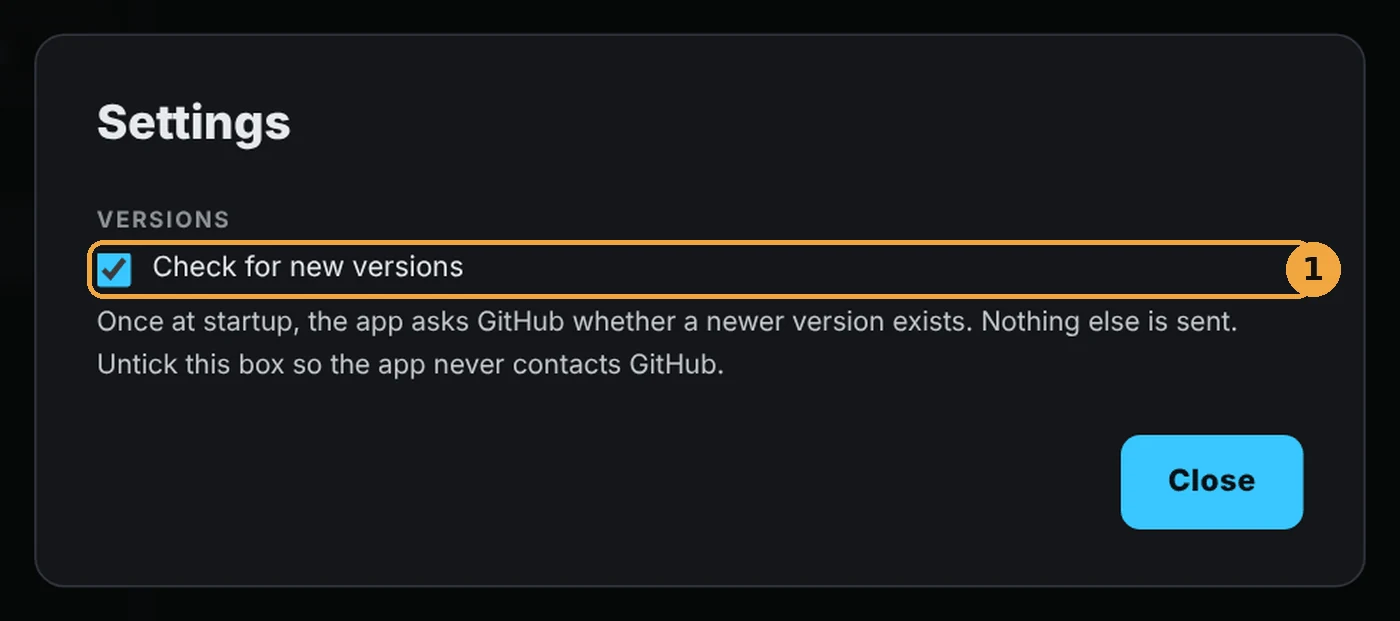 Settings
VERSIONS
Check for new versions
1
Once at startup, the app asks GitHub whether a newer version exists. Nothing else is sent.
Untick this box so the app never contacts GitHub.
Close